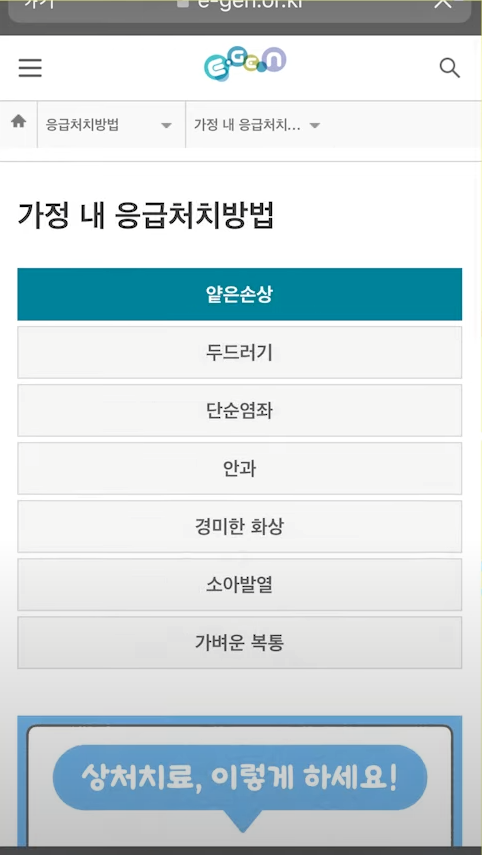 가가
e-gen.or.kr
e-gen
응급처치방법
가정 내 응급처치...
가정 내 응급처치방법
얕은손상
두드러기
단순염좌
안과
경미한 화상
소아발열
가벼운 복통
상처치료, 이렇게 하세요!